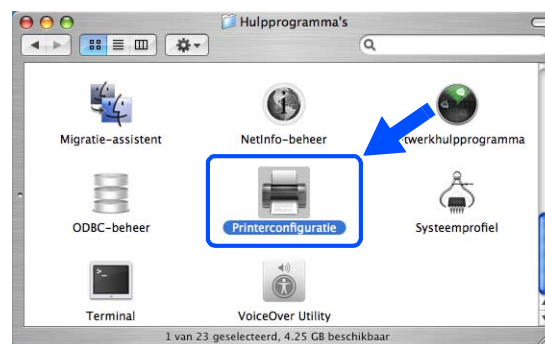 Hulpprogramma's
Migratie-assistent
NetInfo-beheer
twerkhulpprogramma
ODBC-beheer
Printerconfiguratie
Systeemprofiel
Terminal
VoiceOver Utility
1 van 23 geselecteerd, 4.25 GB beschikbaar